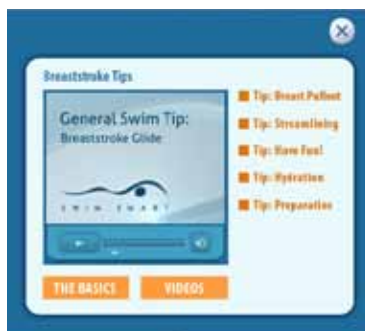 Breaststroke Tips
General Swim Tip:
Breaststroke Glide
SWIM SMART
THE BASICS
VIDEOS
Tip: Breast Pullout
Tip: Streamlining
Tip: Have Fun!
Tip: Hydration
Tip: Preparation